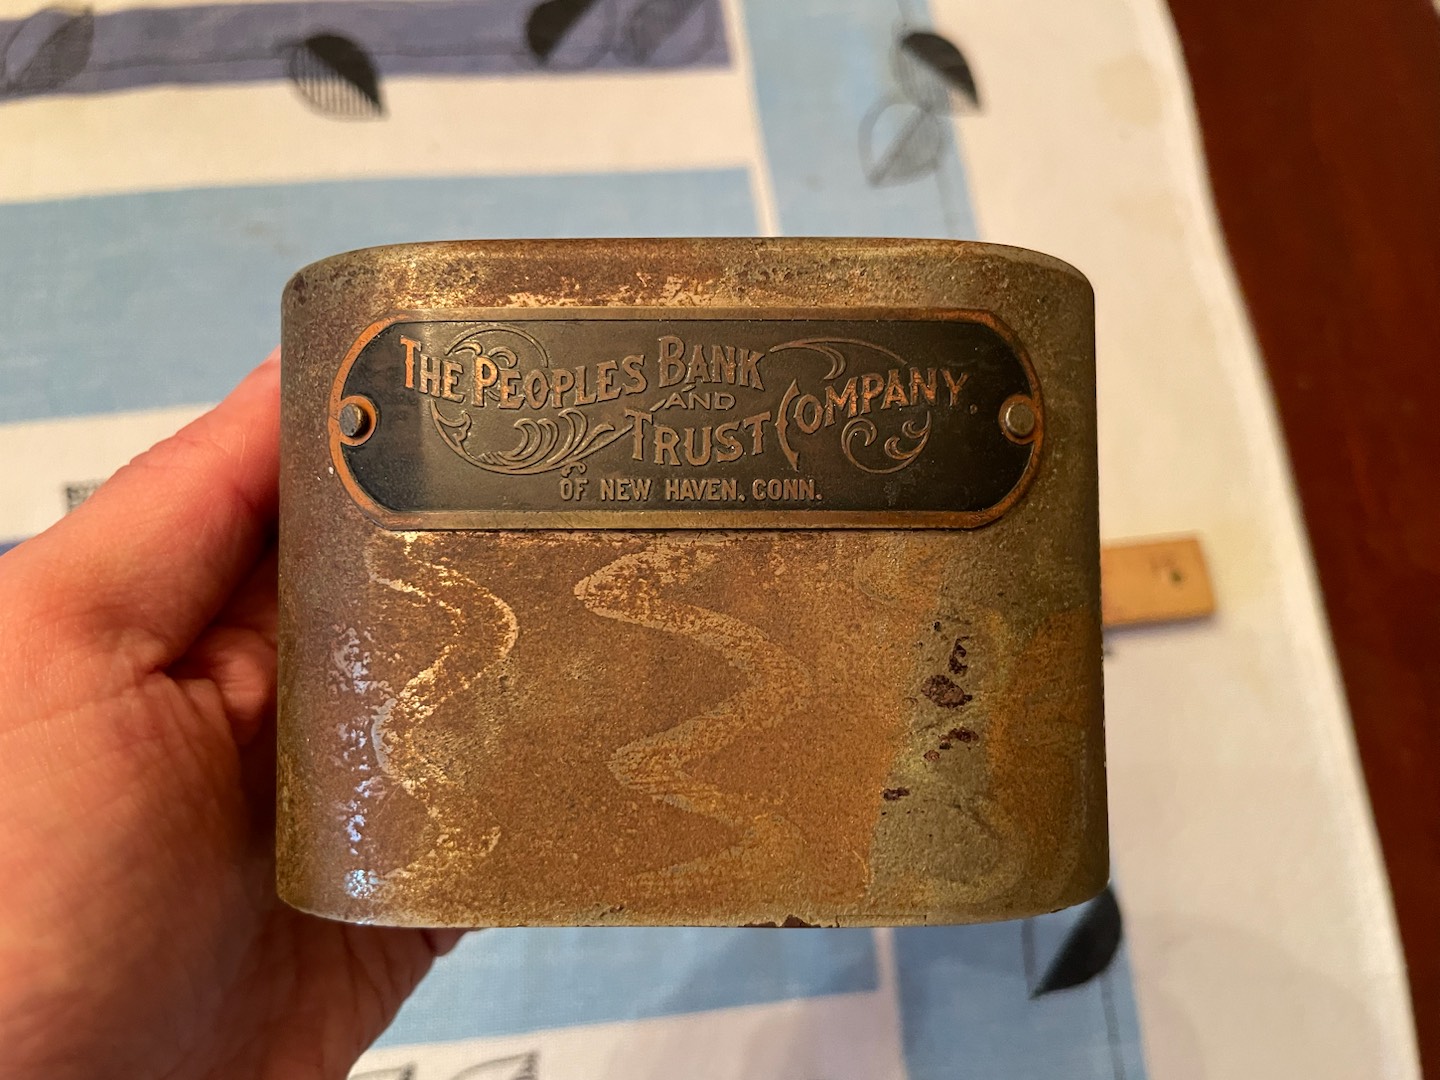 THE PEOPLES BANK
AND
TRUST COMPANY.
OF NEW HAVEN, CONN.